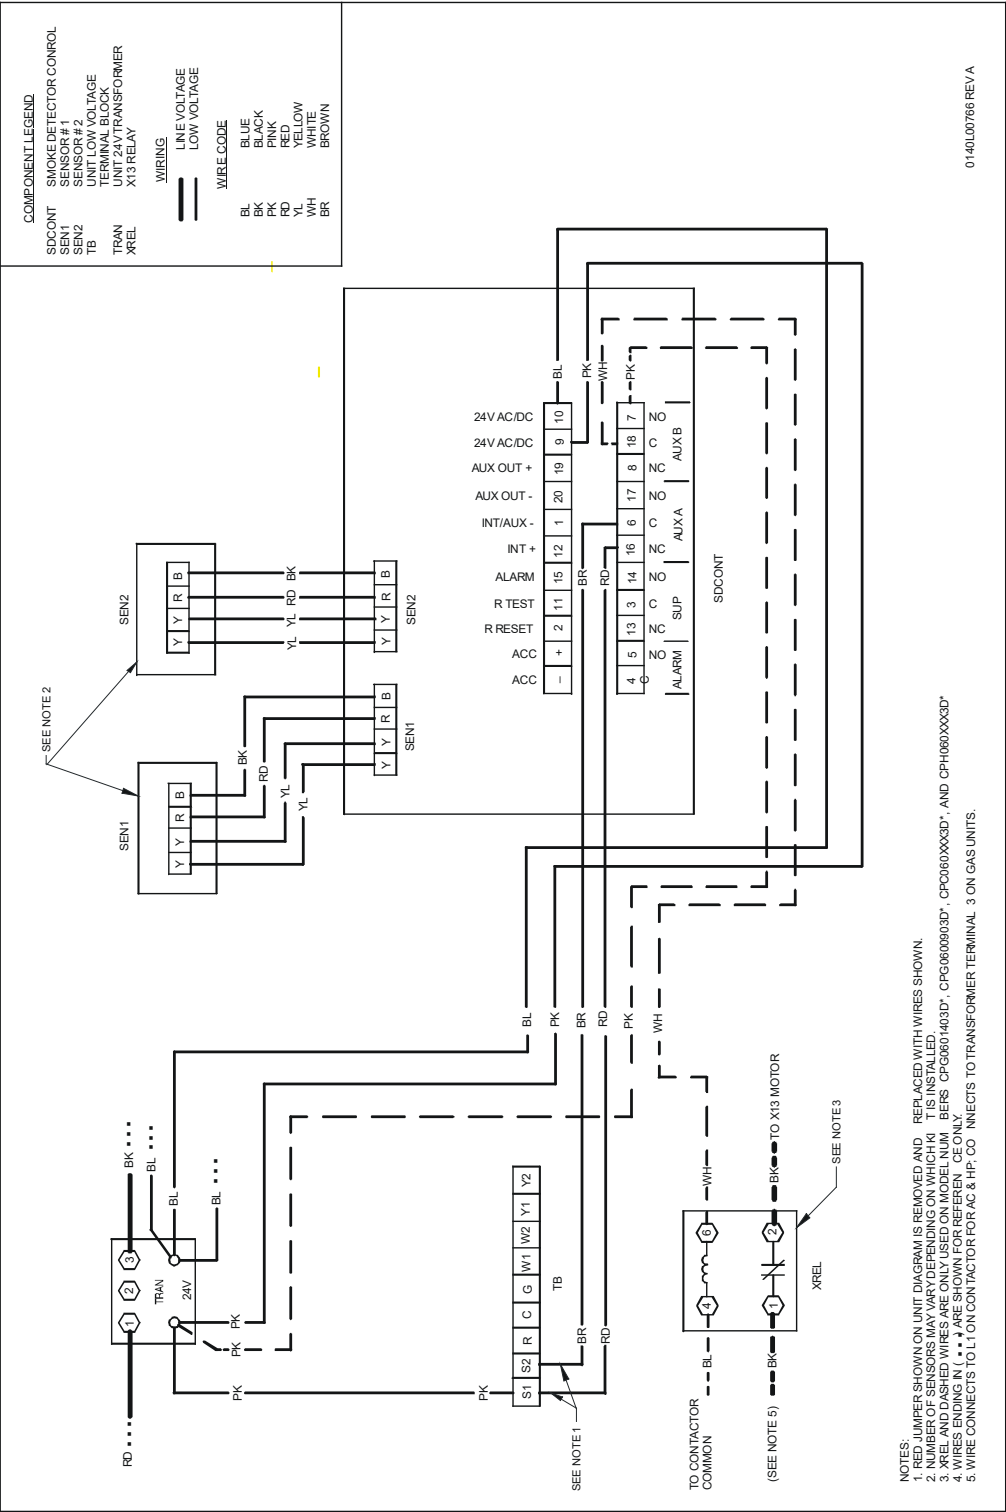 COMPONENT LEGEND
SDCONT SMOKE DETECTOR CONROL
SEN1 SENSOR # 1
SEN2 SENSOR # 2
TB UNIT LOW VOLTAGE
TERMINAL BLOCK
TRAN UNIT 24V TRANSFORMER
XREL X13 RELAY
WIRING
LINE VOLTAGE
LOW VOLTAGE
WIRE CODE
BL BLUE
BK BLACK
PK PINK
RD RED
YL YELLOW
WH WHITE
BR BROWN
SEE NOTE 2
SEN1
Y Y R B
SEN2
Y Y R B
BK
RD
YL
YL
BK
RD
YL
YL
Y Y R B
SEN1
Y Y R B
SEN2
ACC ACC R RESET R TEST ALARM INT + INT/AUX - AUX OUT - AUX OUT + 24V AC/DC 24V AC/DC
– + 2 11 15 12 1 20 19 9 10
BL
PK
WH
PK
BR
RD
4 5 13 3 14 16 6 17 8 18 7
C NO NC C NO NC C NO NC C NO
ALARM SUP AUX A AUX B
SDCONT
RD
BK
BL
1 2 3
TRAN
24V
BL
BL
PK
PK
PK
PK
BL
PK
BR
RD
PK
WH
S1 S2 R C G W1 W2 Y1 Y2
TB
BR
RD
SEE NOTE 1
TO CONTACTOR
COMMON
BL
4 6
WH
(SEE NOTE 5)
BK
1 2
BK
TO X13 MOTOR
XREL
SEE NOTE 3
NOTES:
1. RED JUMPER SHOWN ON UNIT DIAGRAM IS REMOVED AND REPLACED WITH WIRES SHOWN.
2. NUMBER OF SENSORS MAY VARY DEPENDING ON WHICH KI T IS INSTALLED.
3. XREL AND DASHED WIRES ARE ONLY USED ON MODEL NUM BERS CPG0601403D*, CPG0600903D*, CPC060XXX3D*, AND CPH060XXX3D*
4. WIRES ENDING IN ( ... ) ARE SHOWN FOR REFEREN CE ONLY.
5. WIRE CONNECTS TO L1 ON CONTACTOR FOR AC & HP; CO NNECTS TO TRANSFORMER TERMINAL 3 ON GAS UNITS.
0140L00766 REV A